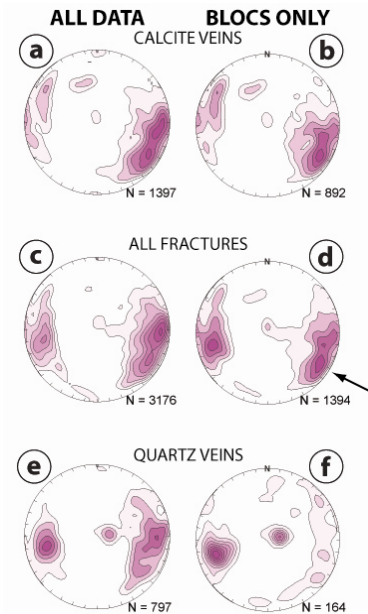 ALL DATA BLOCS ONLY
CALCITE VEINS
a b
N
N = 1397 N = 892
ALL FRACTURES
c d
N = 3176 N = 1394
QUARTZ VEINS
e f
N
N = 797 N = 164